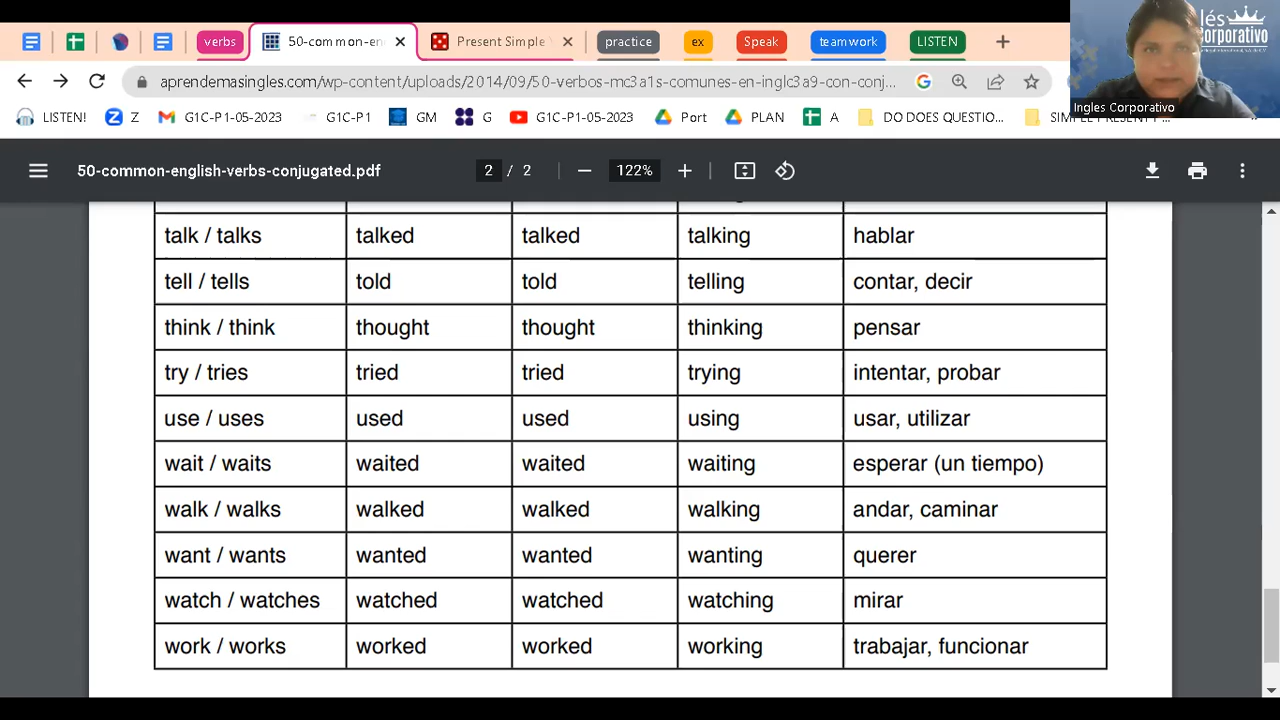 verbs 50-common-en Present Simple practice ex Speak teamwork LISTEN
lés
Corporativo
aprendemasingles.com/wp-content/uploads/2014/09/50-verbos-mc3a1s-comunes-en-inglc3a9-con-conj...
Ingles Corporativo
LISTEN! Z G1C-P1-05-2023 G1C-P1 GM G G1C-P1-05-2023 Port PLAN A DO DOES QUESTIO...
50-common-english-verbs-conjugated.pdf 2 / 2 122%
talk / talks talked talked talking hablar
tell / tells told told telling contar, decir
think / think thought thought thinking pensar
try / tries tried tried trying intentar, probar
use / uses used used using usar, utilizar
wait / waits waited waited waiting esperar (un tiempo)
walk / walks walked walked walking andar, caminar
want / wants wanted wanted wanting querer
watch / watches watched watched watching mirar
work / works worked worked working trabajar, funcionar